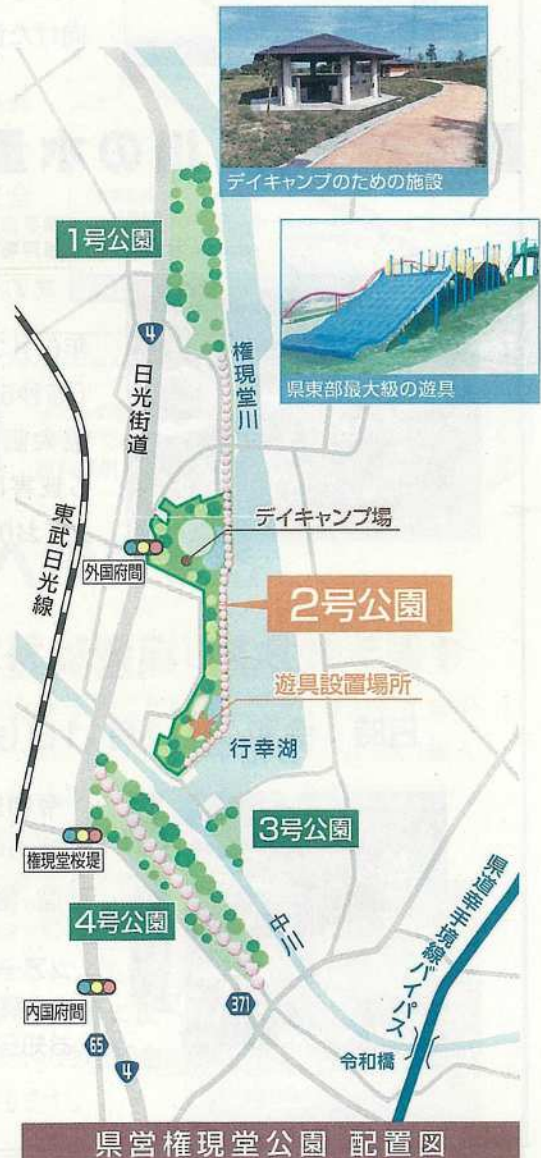 デイキャンプのための施設
県東部最大級の遊具
1号公園
4
日光街道
権現堂川
東武日光線
デイキャンプ場
外国府間
2号公園
遊具設置場所
行幸湖
3号公園
権現堂桜堤
4号公園
中川
県道幸手境線バイパス
371
内国府間
65
4
令和橋
県営権現堂公園 配置図